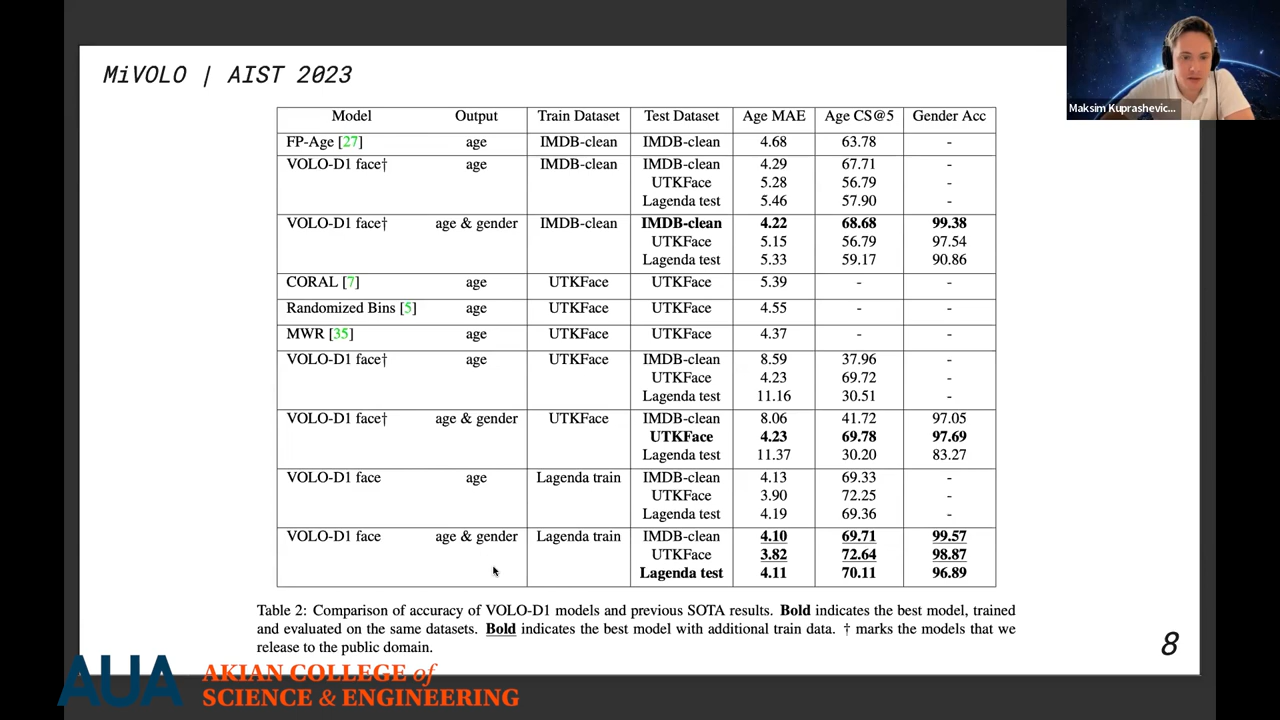 MiVOLO | AIST 2023
Maksim Kuprashevic...
Model Output Train Dataset Test Dataset Age MAE Age CS@5 Gender Acc
FP-Age [27] age IMDB-clean IMDB-clean 4.68 63.78 -
VOLO-D1 face† age IMDB-clean IMDB-clean 4.29 67.71 -
UTKFace 5.28 56.79 -
Lagenda test 5.46 57.90 -
VOLO-D1 face† age & gender IMDB-clean IMDB-clean 4.22 68.68 99.38
UTKFace 5.15 56.79 97.54
Lagenda test 5.33 59.17 90.86
CORAL [7] age UTKFace UTKFace 5.39 - -
Randomized Bins [5] age UTKFace UTKFace 4.55 - -
MWR [35] age UTKFace UTKFace 4.37 - -
VOLO-D1 face† age UTKFace IMDB-clean 8.59 37.96 -
UTKFace 4.23 69.72 -
Lagenda test 11.16 30.51 -
VOLO-D1 face† age & gender UTKFace IMDB-clean 8.06 41.72 97.05
UTKFace 4.23 69.78 97.69
Lagenda test 11.37 30.20 83.27
VOLO-D1 face age Lagenda train IMDB-clean 4.13 69.33 -
UTKFace 3.90 72.25 -
Lagenda test 4.19 69.36 -
VOLO-D1 face age & gender Lagenda train IMDB-clean 4.10 69.71 99.57
UTKFace 3.82 72.64 98.87
Lagenda test 4.11 70.11 96.89
Table 2: Comparison of accuracy of VOLO-D1 models and previous SOTA results. Bold indicates the best model, trained
and evaluated on the same datasets. Bold indicates the best model with additional train data. † marks the models that we
release to the public domain.
8
AUA AKIAN COLLEGE of
SCIENCE & ENGINEERING